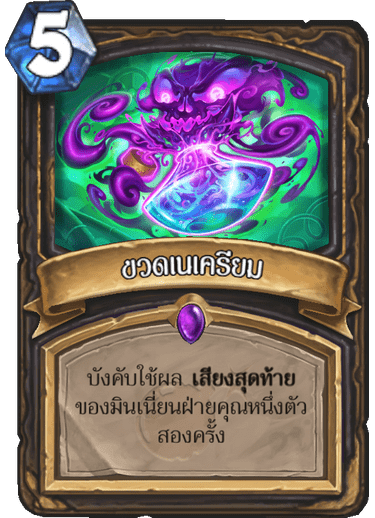 5
ขวดเนเครียม
บังคับใช้ผล เสียงสุดท้าย
ของมินเนี่ยนฝ่ายคุณหนึ่งตัว
สองครั้ง